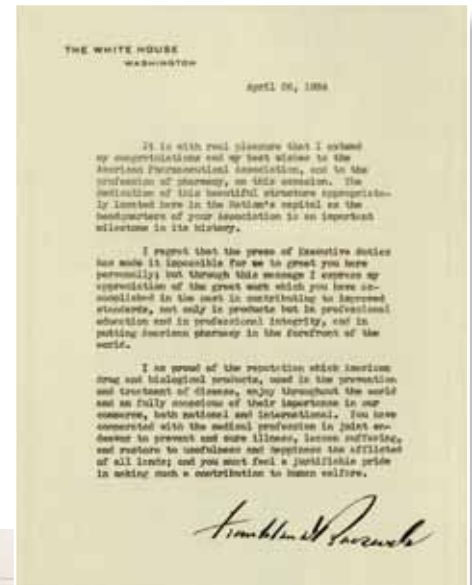 THE WHITE HOUSE
WASHINGTON
April 26, 1934
It is with real pleasure that I extend
my congratulations and my best wishes to the
American Pharmaceutical Association, and to the
profession of pharmacy, on this occasion. The
dedication of this beautiful structure appropriate-
ly located here in the Nation's capital as the
headquarters of your Association is an important
milestone in its history.
I regret that the press of Executive duties
has made it impossible for me to greet you here
personally; but through this message I express my
appreciation of the great work which you have ac-
complished in the past in contributing to improved
standards, not only in products but in professional
education and in professional integrity, and in
putting American pharmacy in the forefront of the
world.
I am proud of the reputation which American
drug and biological products, used in the prevention
and treatment of disease, enjoy throughout the world
and am fully conscious of their importance in our
commerce, both national and international. You have
cooperated with the medical profession in joint en-
deavor to prevent and cure illness, lessen suffering,
and restore to usefulness and happiness the afflicted
of all lands; and you must feel a justifiable pride
in making such a contribution to human welfare.
Franklin D Roosevelt